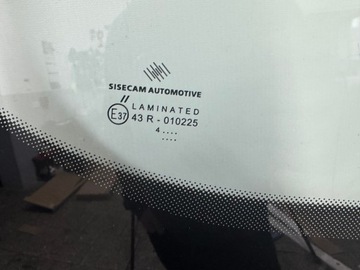 SISECAM AUTOMOTIVE
//
LAMINATED
E37 43 R - 010225
4 ....
....